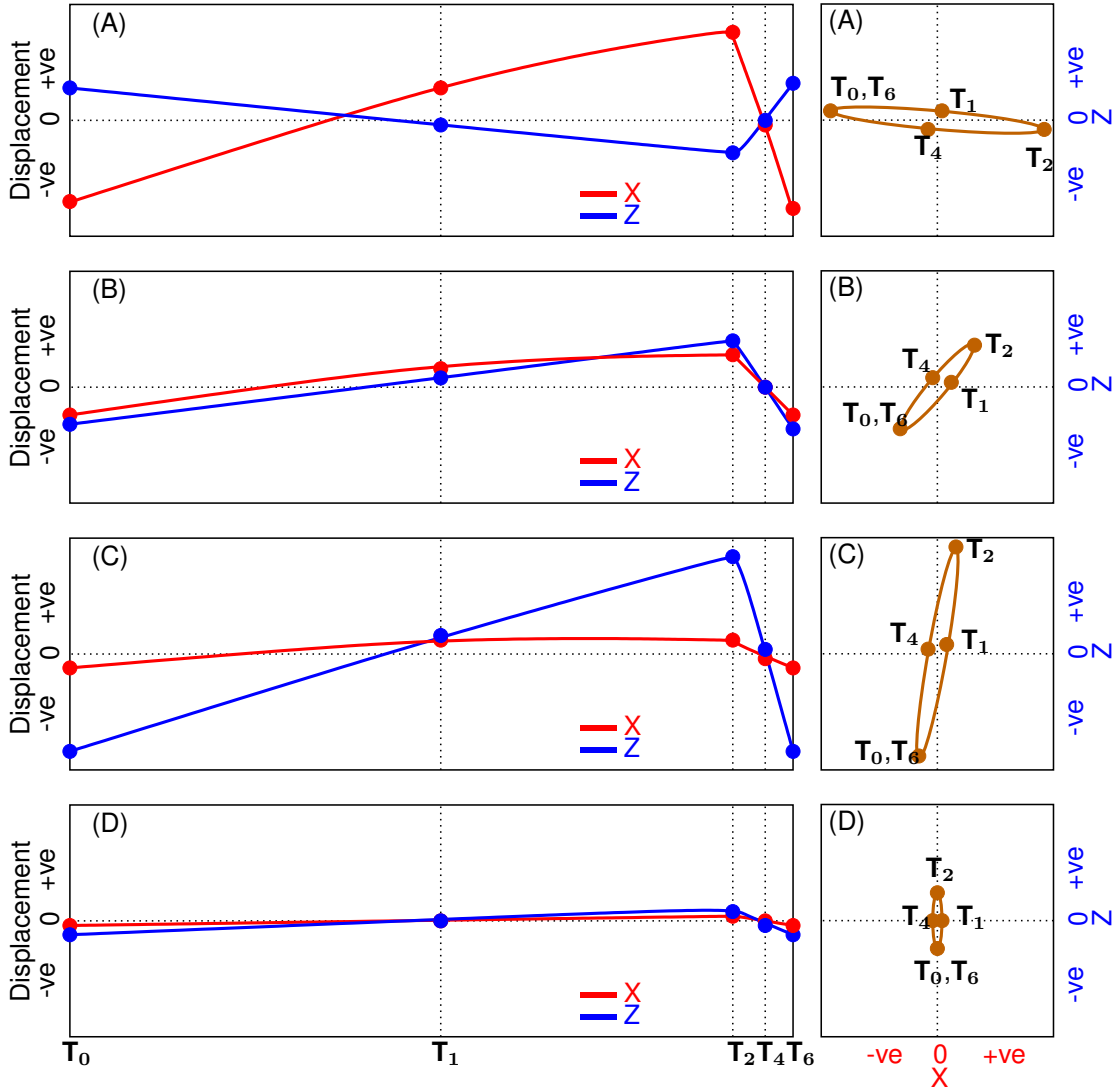 (A)
Displacement
-ve 0 +ve
X
Z
(A)
T0,T6
T1
T4
T2
-ve 0 +ve
Z
(B)
Displacement
-ve 0 +ve
X
Z
(B)
T4
T2
T0,T6
T1
-ve 0 +ve
Z
(C)
Displacement
-ve 0 +ve
X
Z
(C)
T2
T4
T1
T0,T6
-ve 0 +ve
Z
(D)
Displacement
-ve 0 +ve
X
Z
(D)
T2
T4
T1
T0,T6
-ve 0 +ve
Z
T0 T1 T2 T4 T6
-ve 0 +ve
X